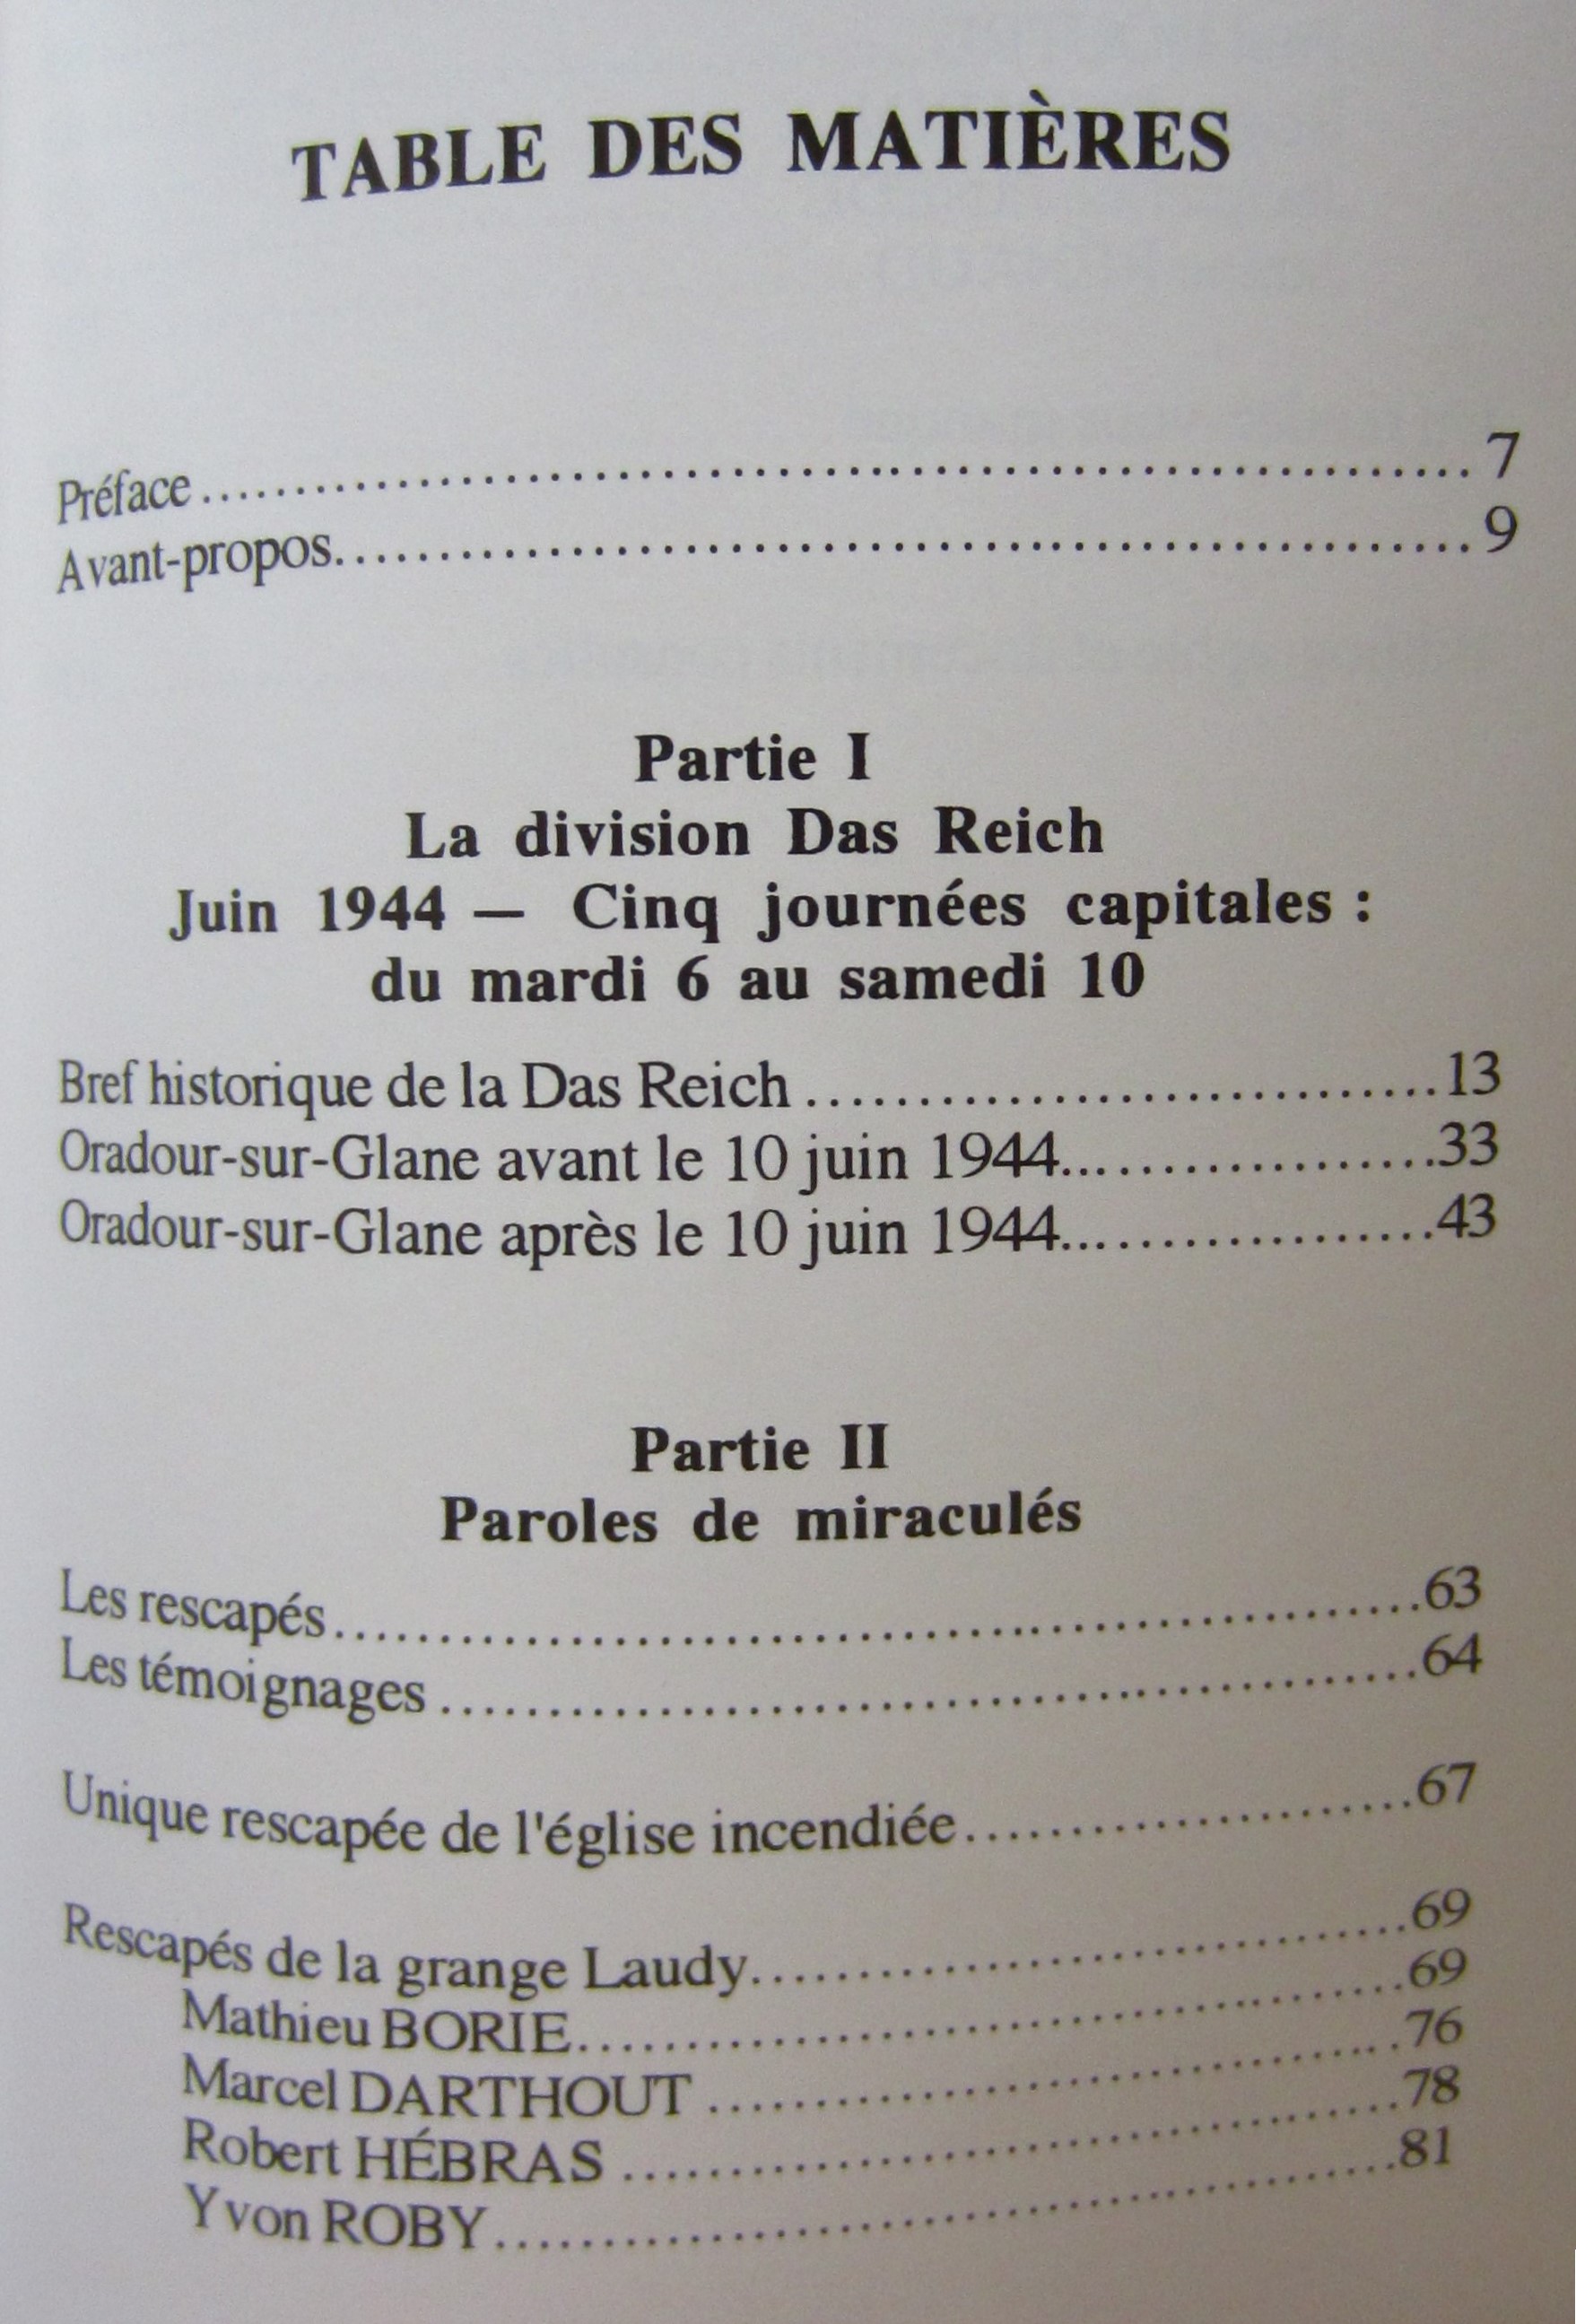 TABLE DES MATIÈRES
Préface........................................7
Avant-propos........................................9
Partie I
La division Das Reich
Juin 1944 — Cinq journées capitales :
du mardi 6 au samedi 10
Bref historique de la Das Reich ........................13
Oradour-sur-Glane avant le 10 juin 1944..................33
Oradour-sur-Glane après le 10 juin 1944..................43
Partie II
Paroles de miraculés
Les rescapés........................................63
Les témoignages ........................................64
Unique rescapée de l'église incendiée....................67
Rescapés de la grange Laudy..............................69
Mathieu BORIE........................................69
Marcel DARTHOUT ....................................76
Robert HÉBRAS ......................................78
Yvon ROBY........................................81